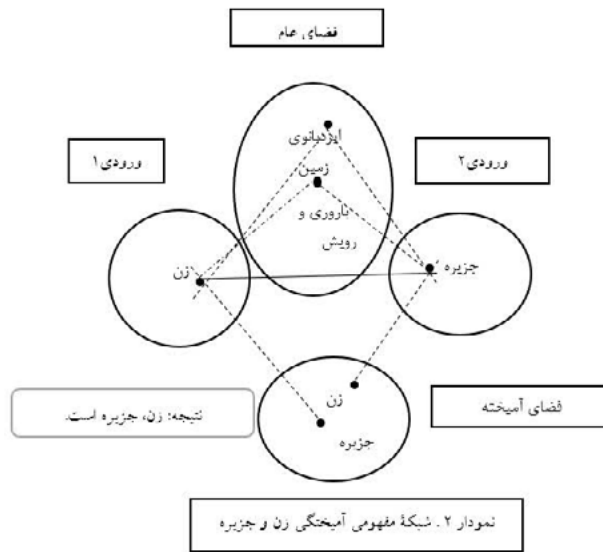 فضای عام
ایزدبانوی
زمین
باروری و
رویش
ورودی۲
ورودی۱
جزیره
زن
زن
جزیره
فضای آمیخته
نتیجه: زن، جزیره است.
نمودار ۲. شبکهٔ مفهومی آمیختگی زن و جزیره